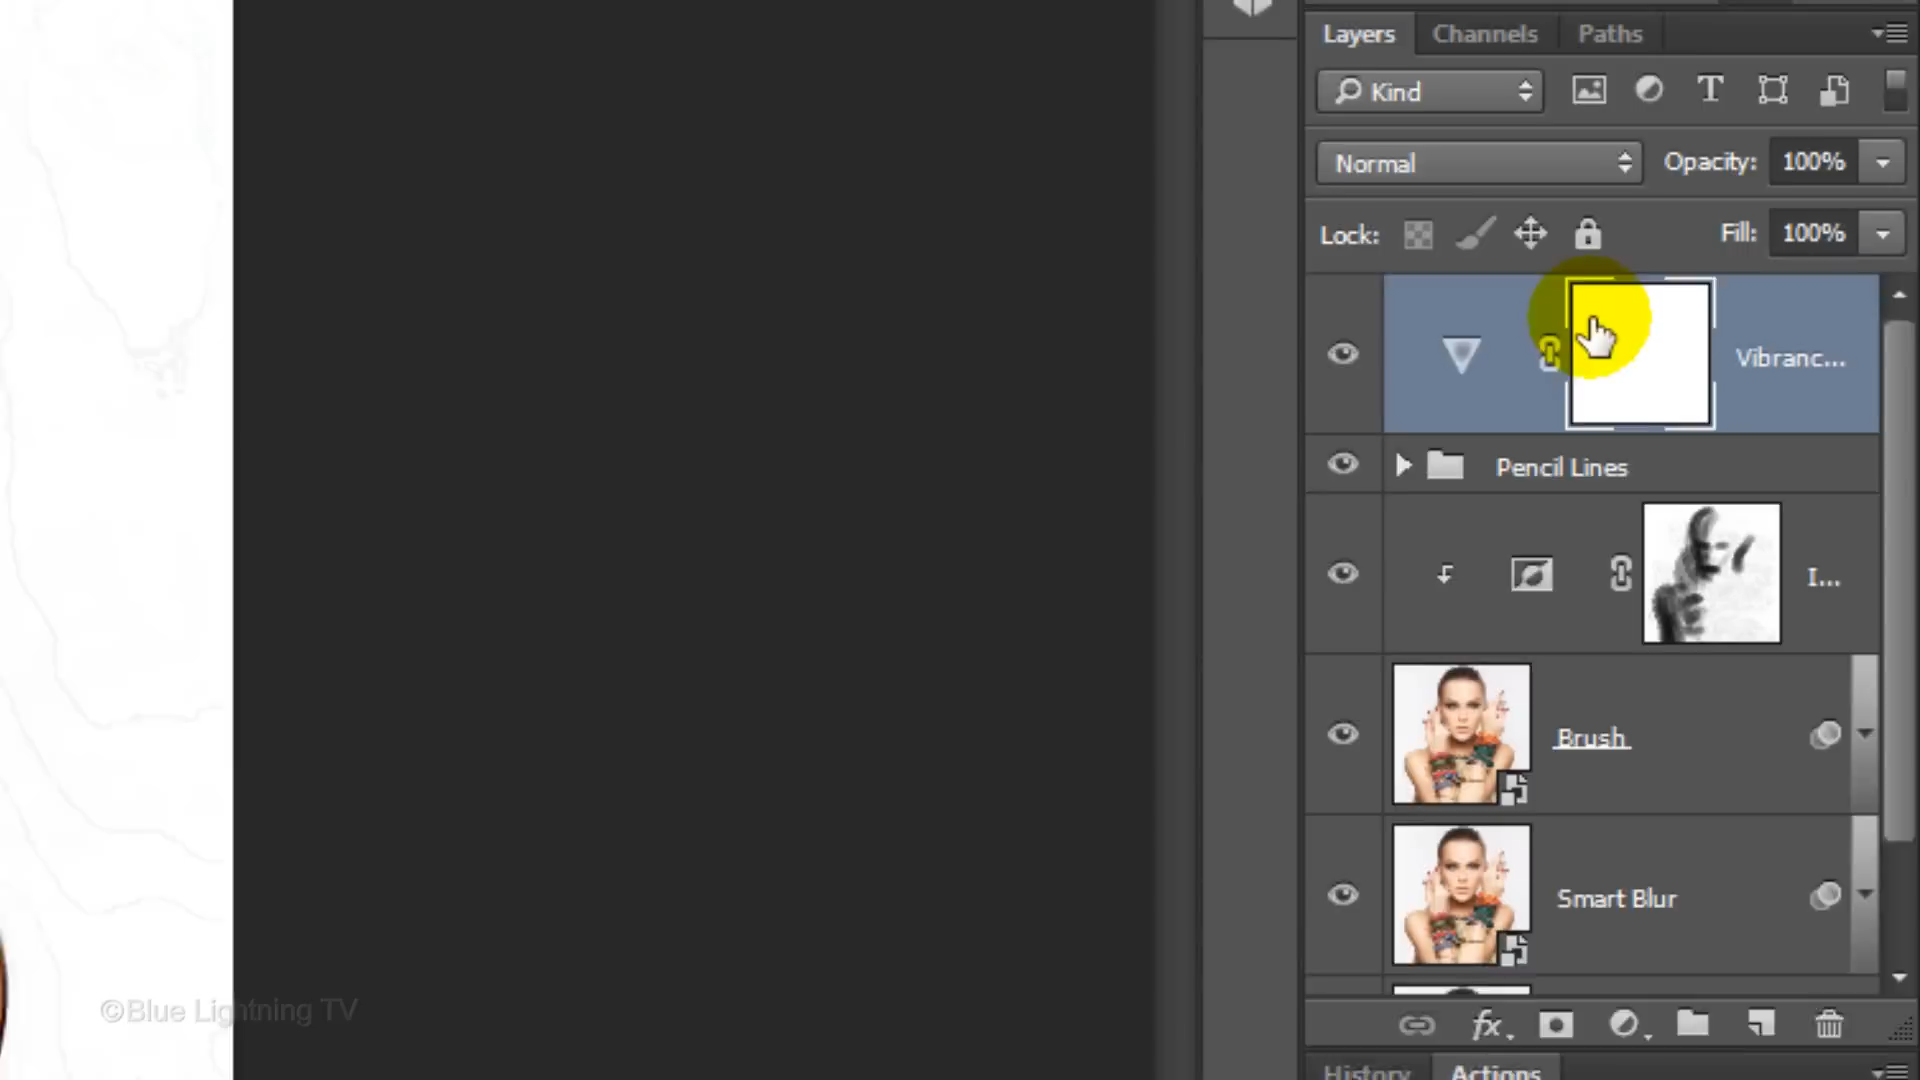 Layers Channels Paths
Kind
Normal Opacity: 100%
Lock: Fill: 100%
Vibranc...
Pencil Lines
I...
Brush
Smart Blur
©Blue Lightning TV
fx
History Actions